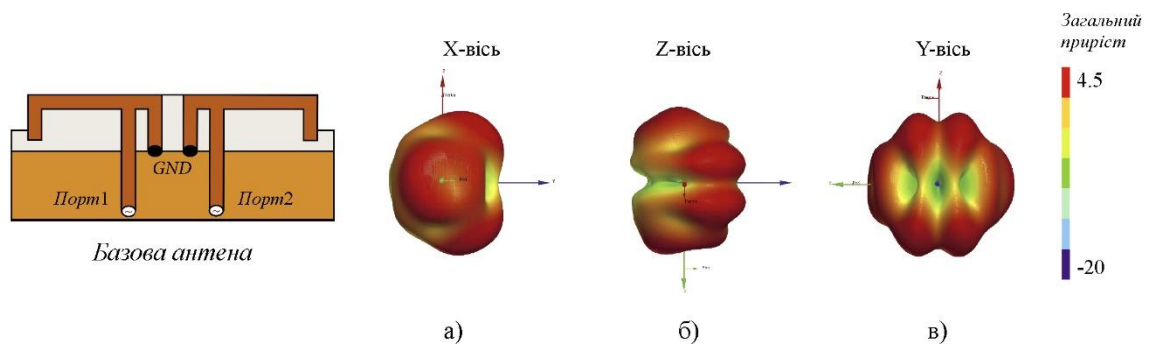 Загальний
приріст
X-вісь
Z-вісь
Y-вісь
4.5
GND
Порт1
Порт2
Базова антена
-20
а)
б)
в)